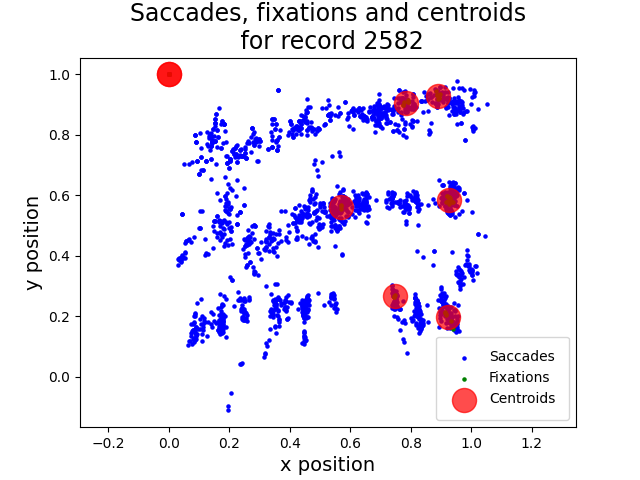 Saccades, fixations and centroids
for record 2582
1.0
0.8
0.6
0.4
0.2
0.0
y position
−0.2
0.0
0.2
0.4
0.6
0.8
1.0
1.2
x position
Saccades
Fixations
Centroids